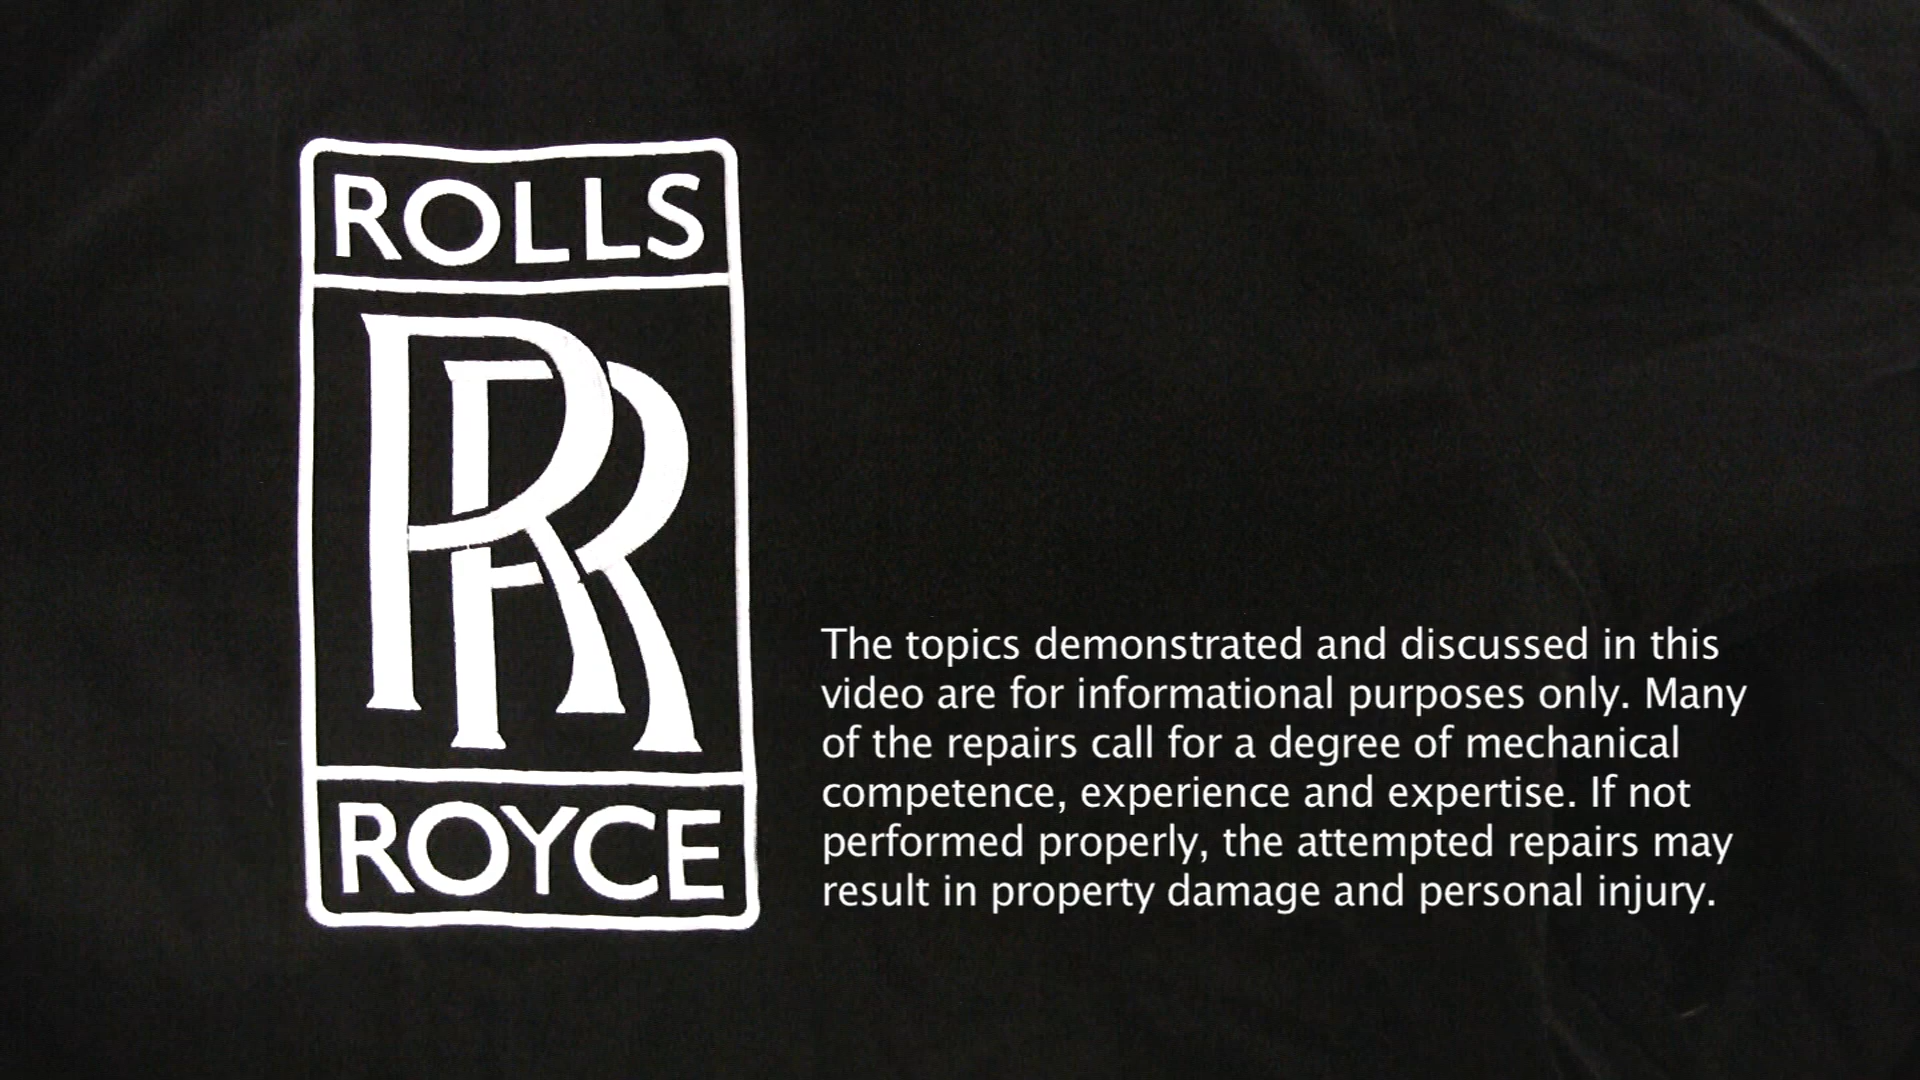 ROLLS
RR
ROYCE
The topics demonstrated and discussed in this
video are for informational purposes only. Many
of the repairs call for a degree of mechanical
competence, experience and expertise. If not
performed properly, the attempted repairs may
result in property damage and personal injury.